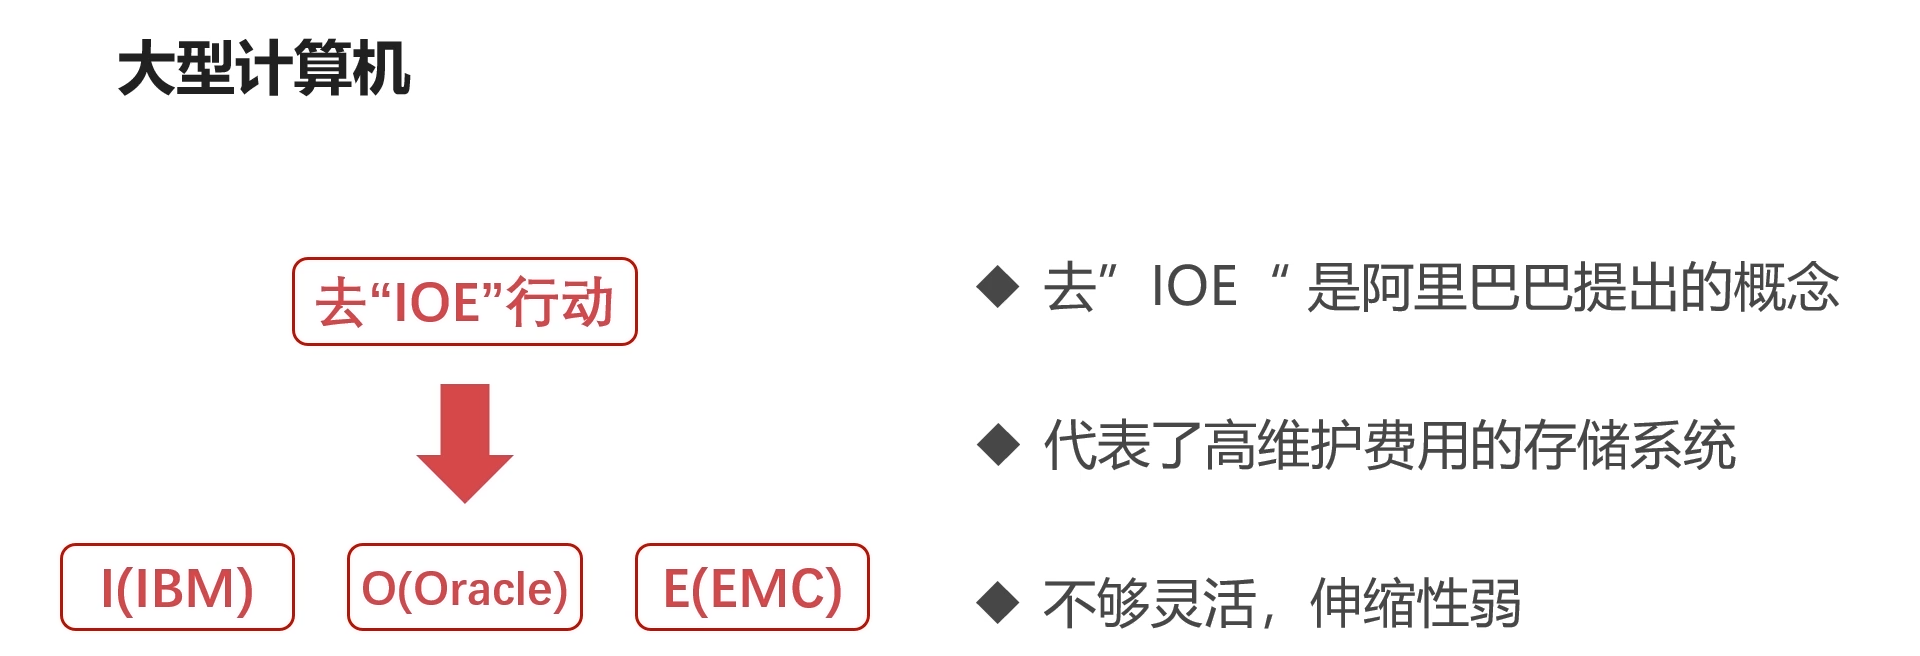 大型计算机
去“IOE”行动
I(IBM)
O(Oracle)
E(EMC)
去” IOE “ 是阿里巴巴提出的概念
代表了高维护费用的存储系统
不够灵活，伸缩性弱